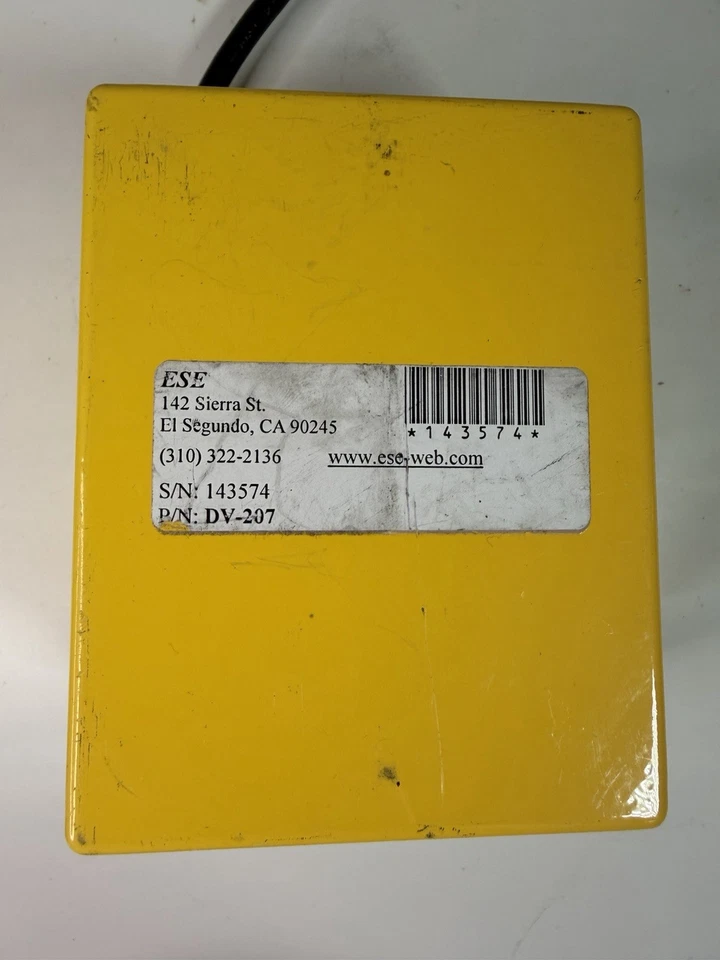 ESE
142 Sierra St.
El Segundo, CA 90245
*143574*
(310) 322-2136 www.ese-web.com
S/N: 143574
P/N: DV-207